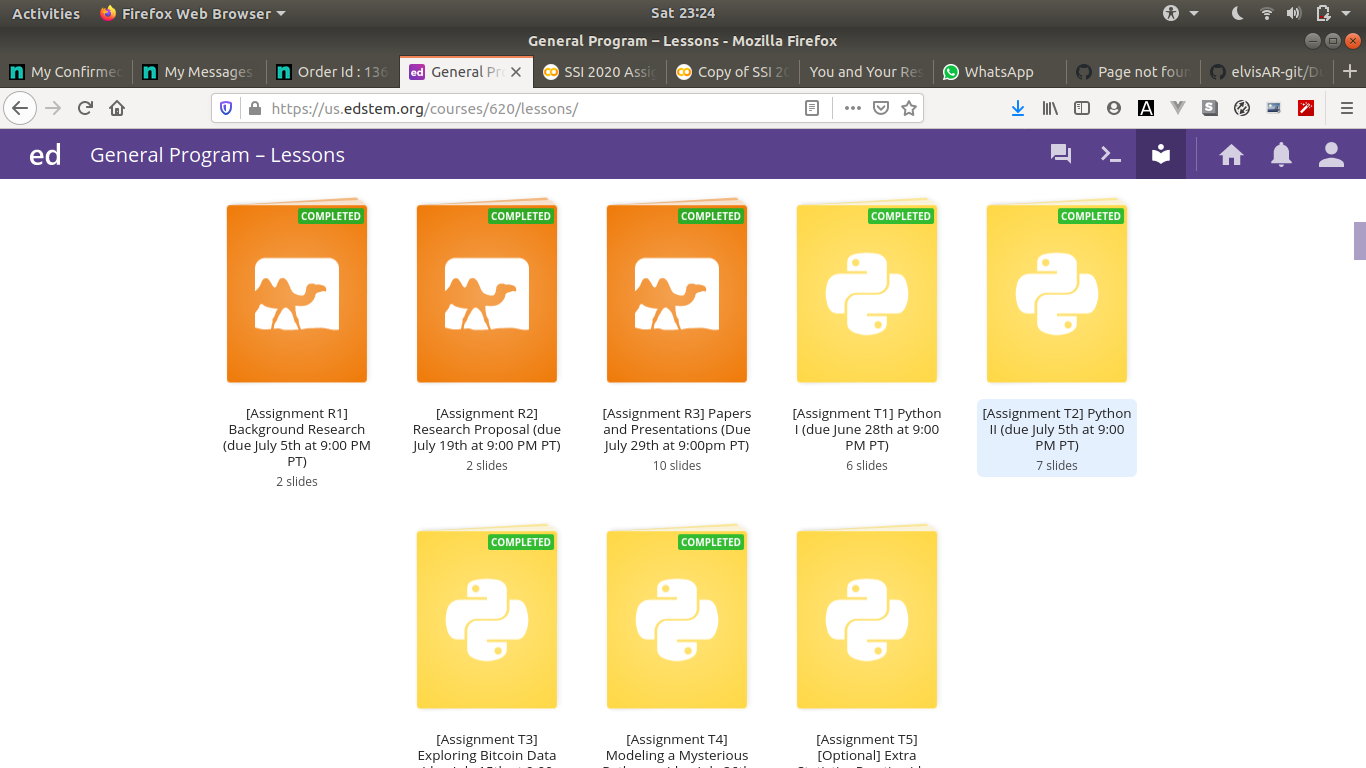 Activities Firefox Web Browser Sat 23:24
General Program – Lessons - Mozilla Firefox
My Confirmed My Messages Order Id : 136 ed General Pr SSI 2020 Assig Copy of SSI 20 You and Your Res WhatsApp Page not foun elvisAR-git/D
https://us.edstem.org/courses/620/lessons/
ed General Program – Lessons
COMPLETED COMPLETED COMPLETED COMPLETED COMPLETED
[Assignment R1]
Background Research
(due July 5th at 9:00 PM
PT)
2 slides
[Assignment R2]
Research Proposal (due
July 19th at 9:00 PM PT)
2 slides
[Assignment R3] Papers
and Presentations (Due
July 29th at 9:00pm PT)
10 slides
[Assignment T1] Python
I (due June 28th at 9:00
PM PT)
6 slides
[Assignment T2] Python
II (due July 5th at 9:00
PM PT)
7 slides
COMPLETED COMPLETED
[Assignment T3]
Exploring Bitcoin Data
[Assignment T4]
Modeling a Mysterious
[Assignment T5]
[Optional] Extra